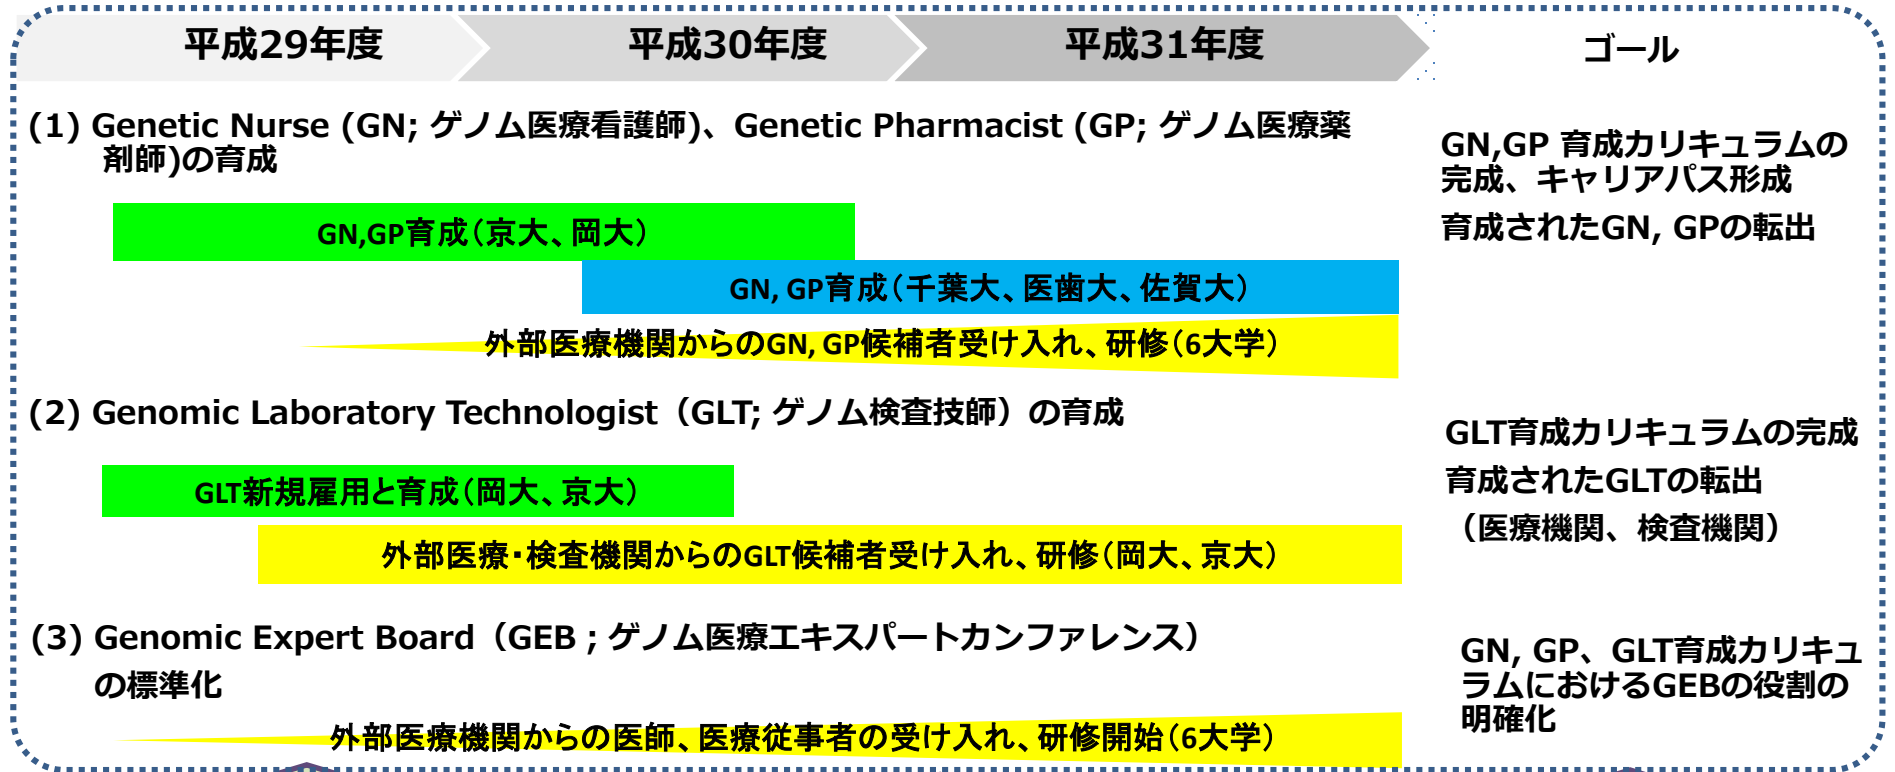 平成29年度
平成30年度
平成31年度
ゴール
(1) Genetic Nurse (GN; ゲノム医療看護師)、Genetic Pharmacist (GP; ゲノム医療薬
剤師)の育成
GN,GP 育成カリキュラムの
完成、キャリアパス形成
育成されたGN, GPの転出
GN,GP育成（京大、岡大）
GN, GP育成（千葉大、医歯大、佐賀大）
外部医療機関からのGN, GP候補者受け入れ、研修（6大学）
(2) Genomic Laboratory Technologist（GLT; ゲノム検査技師）の育成
GLT育成カリキュラムの完成
育成されたGLTの転出
（医療機関、検査機関）
GLT新規雇用と育成（岡大、京大）
外部医療・検査機関からのGLT候補者受け入れ、研修（岡大、京大）
(3) Genomic Expert Board（GEB ; ゲノム医療エキスパートカンファレンス）
の標準化
GN, GP、GLT育成カリキュ
ラムにおけるGEBの役割の
明確化
外部医療機関からの医師、医療従事者の受け入れ、研修開始（6大学）